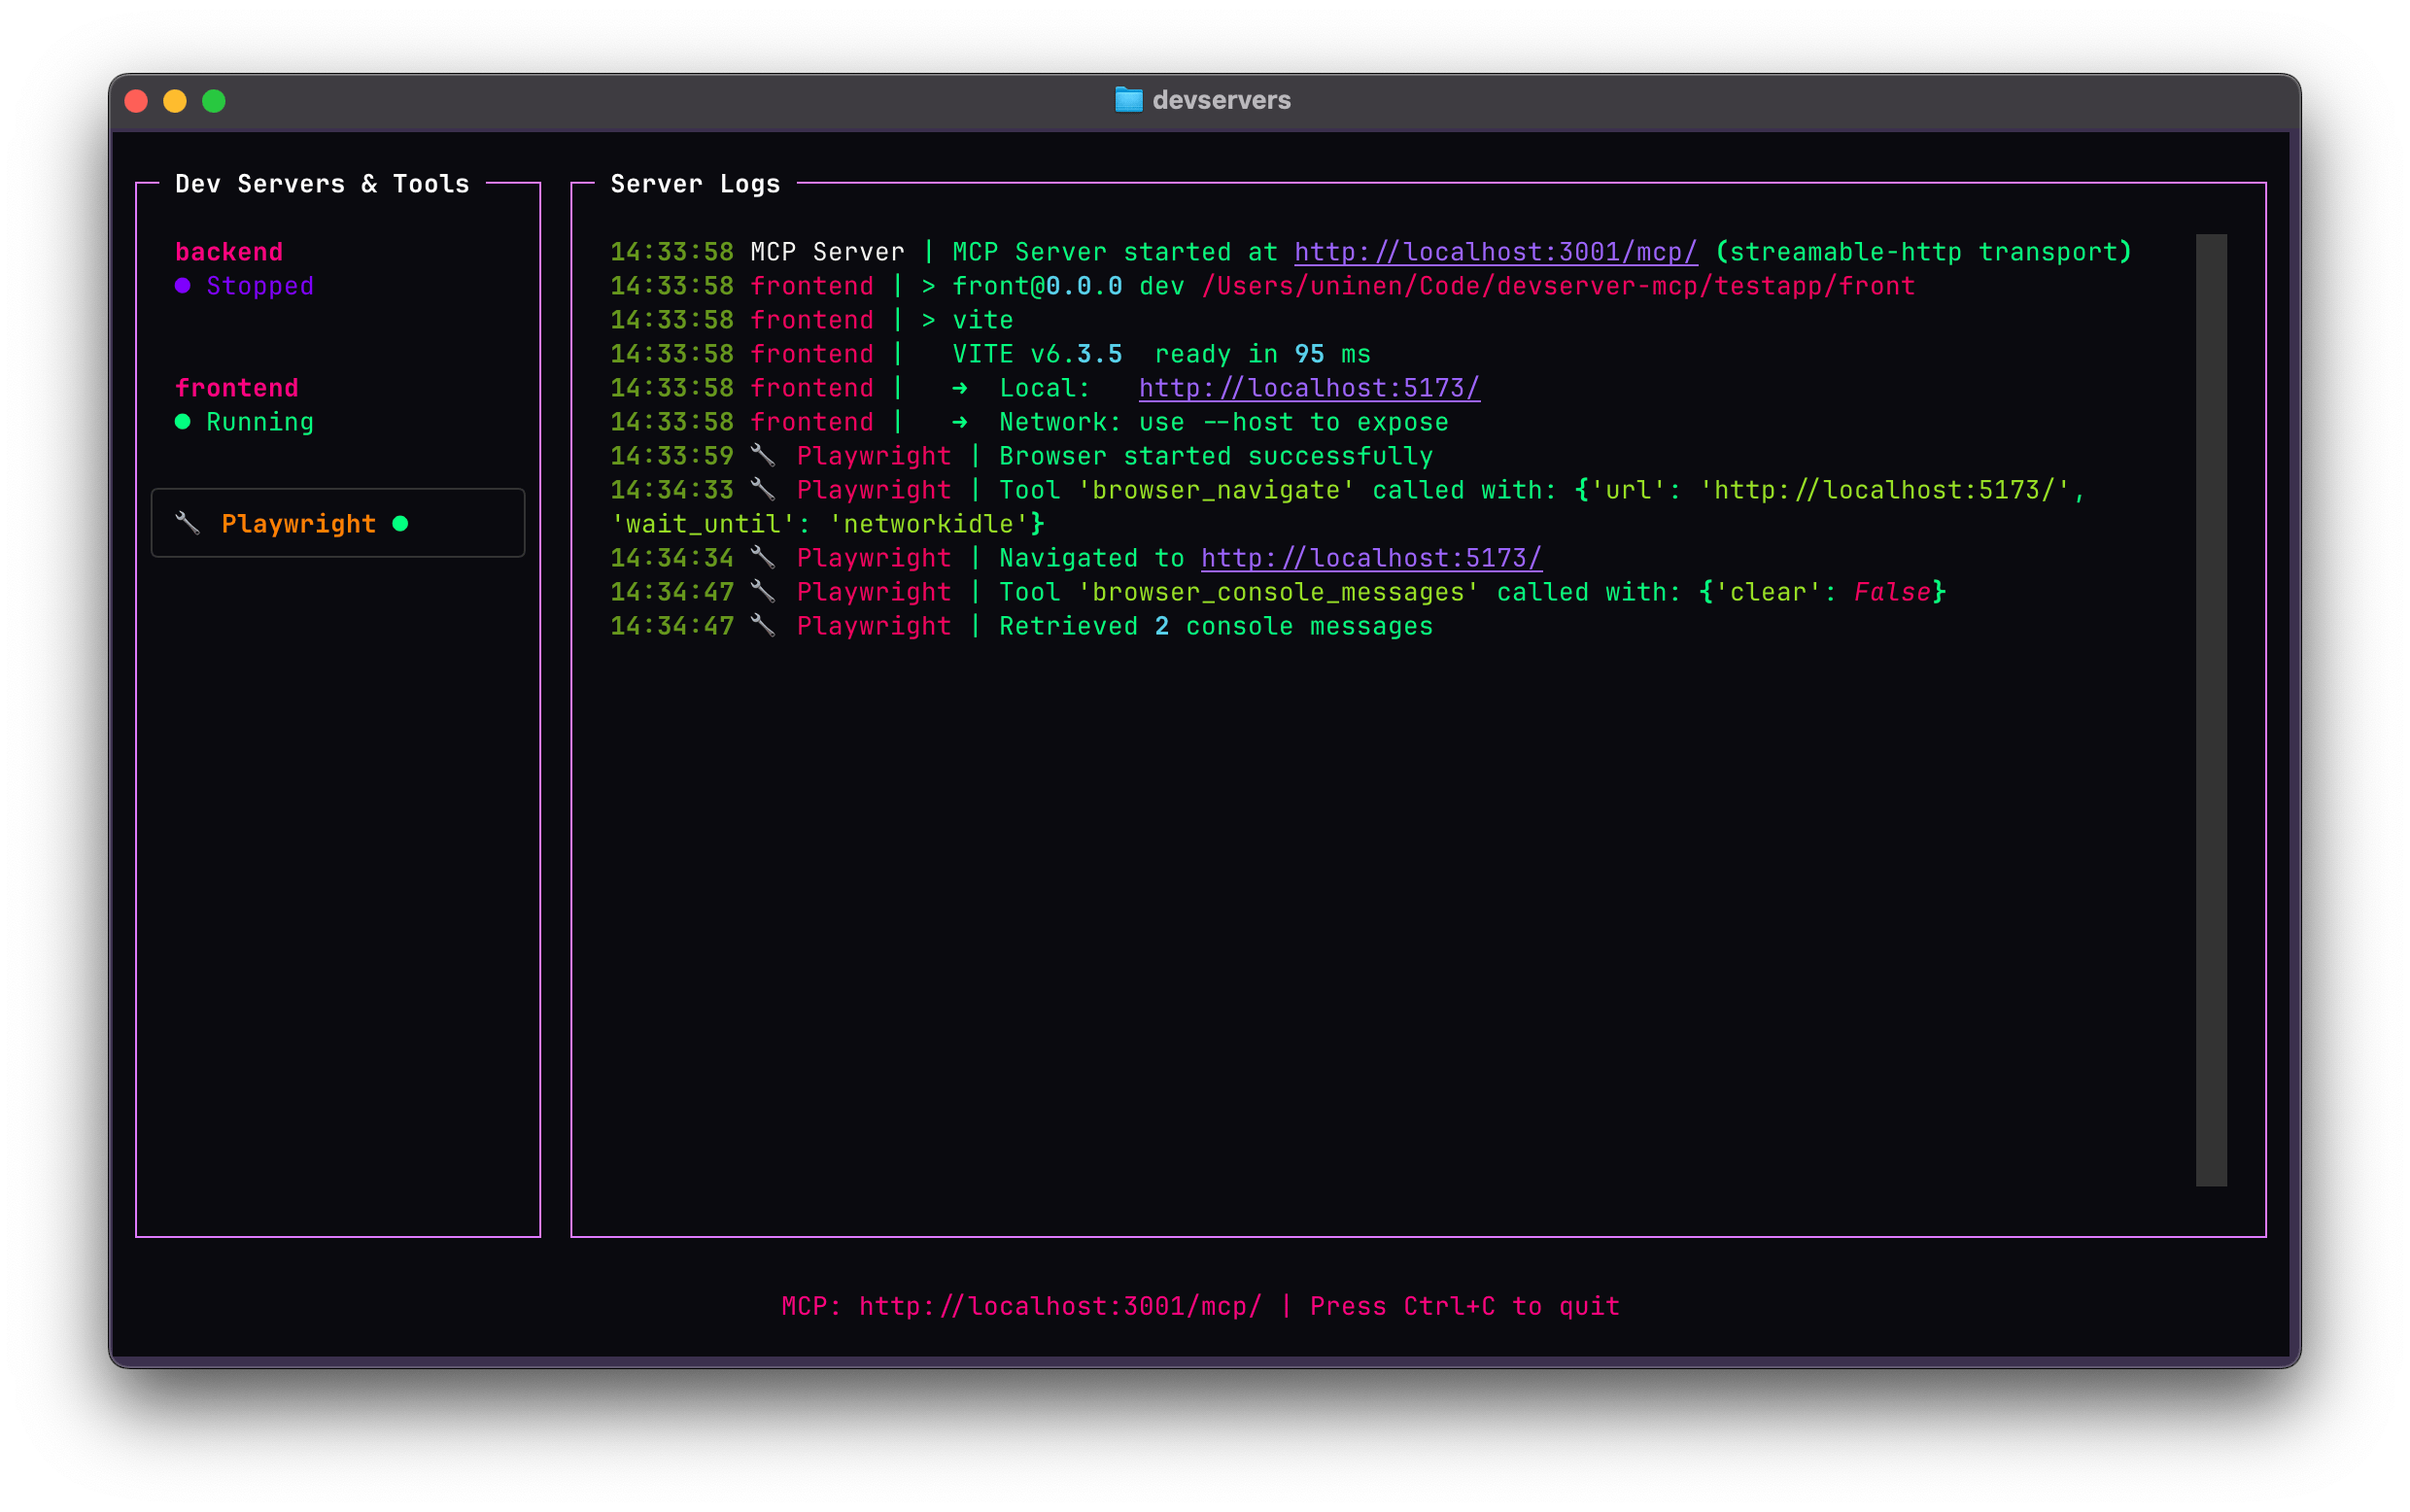 devservers
Dev Servers & Tools
backend
● Stopped
frontend
● Running
🔧 Playwright ●
Server Logs
14:33:58 MCP Server | MCP Server started at http://localhost:3001/mcp/ (streamable-http transport)
14:33:58 frontend | > front@0.0.0 dev /Users/uninen/Code/devserver-mcp/testapp/front
14:33:58 frontend | > vite
14:33:58 frontend |   VITE v6.3.5  ready in 95 ms
14:33:58 frontend |   ➜  Local:   http://localhost:5173/
14:33:58 frontend |   ➜  Network: use --host to expose
14:33:59 🔧 Playwright | Browser started successfully
14:34:33 🔧 Playwright | Tool 'browser_navigate' called with: {'url': 'http://localhost:5173/',
'wait_until': 'networkidle'}
14:34:34 🔧 Playwright | Navigated to http://localhost:5173/
14:34:47 🔧 Playwright | Tool 'browser_console_messages' called with: {'clear': False}
14:34:47 🔧 Playwright | Retrieved 2 console messages
MCP: http://localhost:3001/mcp/ | Press Ctrl+C to quit